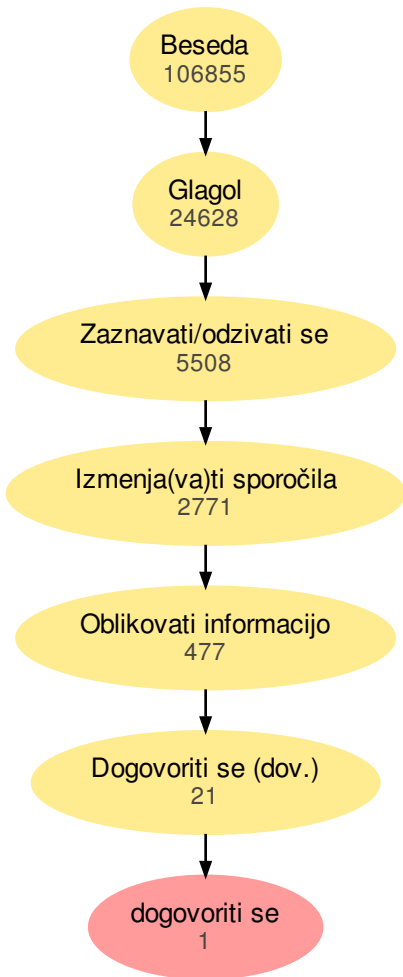 Beseda
106855
Glagol
24628
Zaznavati/odzivati se
5508
Izmenja(va)ti sporočila
2771
Oblikovati informacijo
477
Dogovoriti se (dov.)
21
dogovoriti se
1